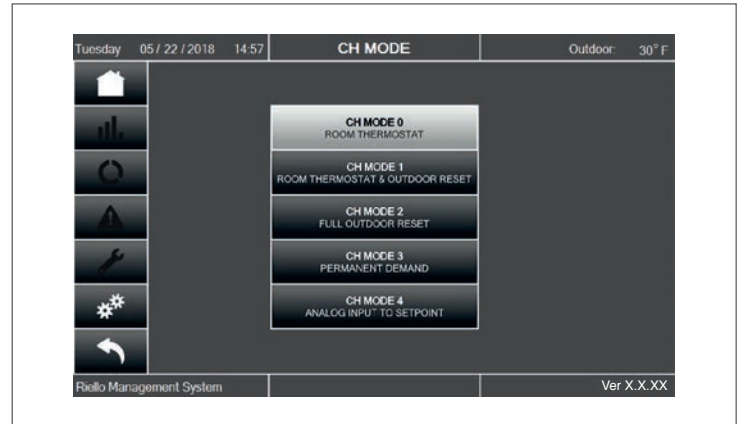 Tuesday 05 / 22 / 2018 14:57 CH MODE Outdoor: 30° F
CH MODE 0
ROOM THERMOSTAT
CH MODE 1
ROOM THERMOSTAT & OUTDOOR RESET
CH MODE 2
FULL OUTDOOR RESET
CH MODE 3
PERMANENT DEMAND
CH MODE 4
ANALOG INPUT TO SETPOINT
Riello Management System Ver X.X.XX